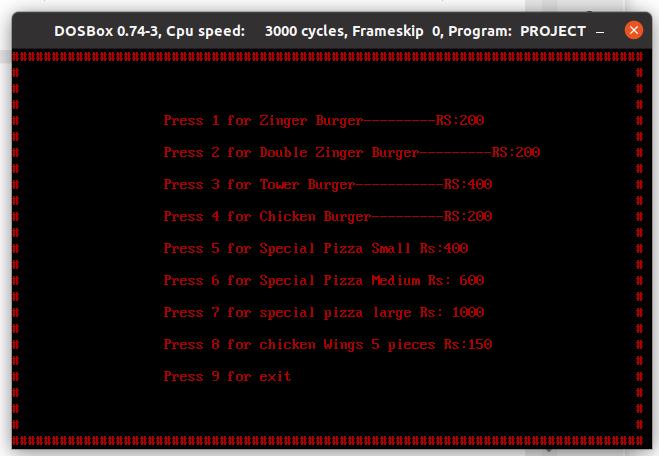 DOSBox 0.74-3, Cpu speed: 3000 cycles, Frameskip 0, Program: PROJECT
################################################################################
Press 1 for Zinger Burger---------RS:200
Press 2 for Double Zinger Burger---------RS:200
Press 3 for Tower Burger-----------RS:400
Press 4 for Chicken Burger---------RS:200
Press 5 for Special Pizza Small Rs:400
Press 6 for Special Pizza Medium Rs: 600
Press 7 for special pizza large Rs: 1000
Press 8 for chicken Wings 5 pieces Rs:150
Press 9 for exit
################################################################################